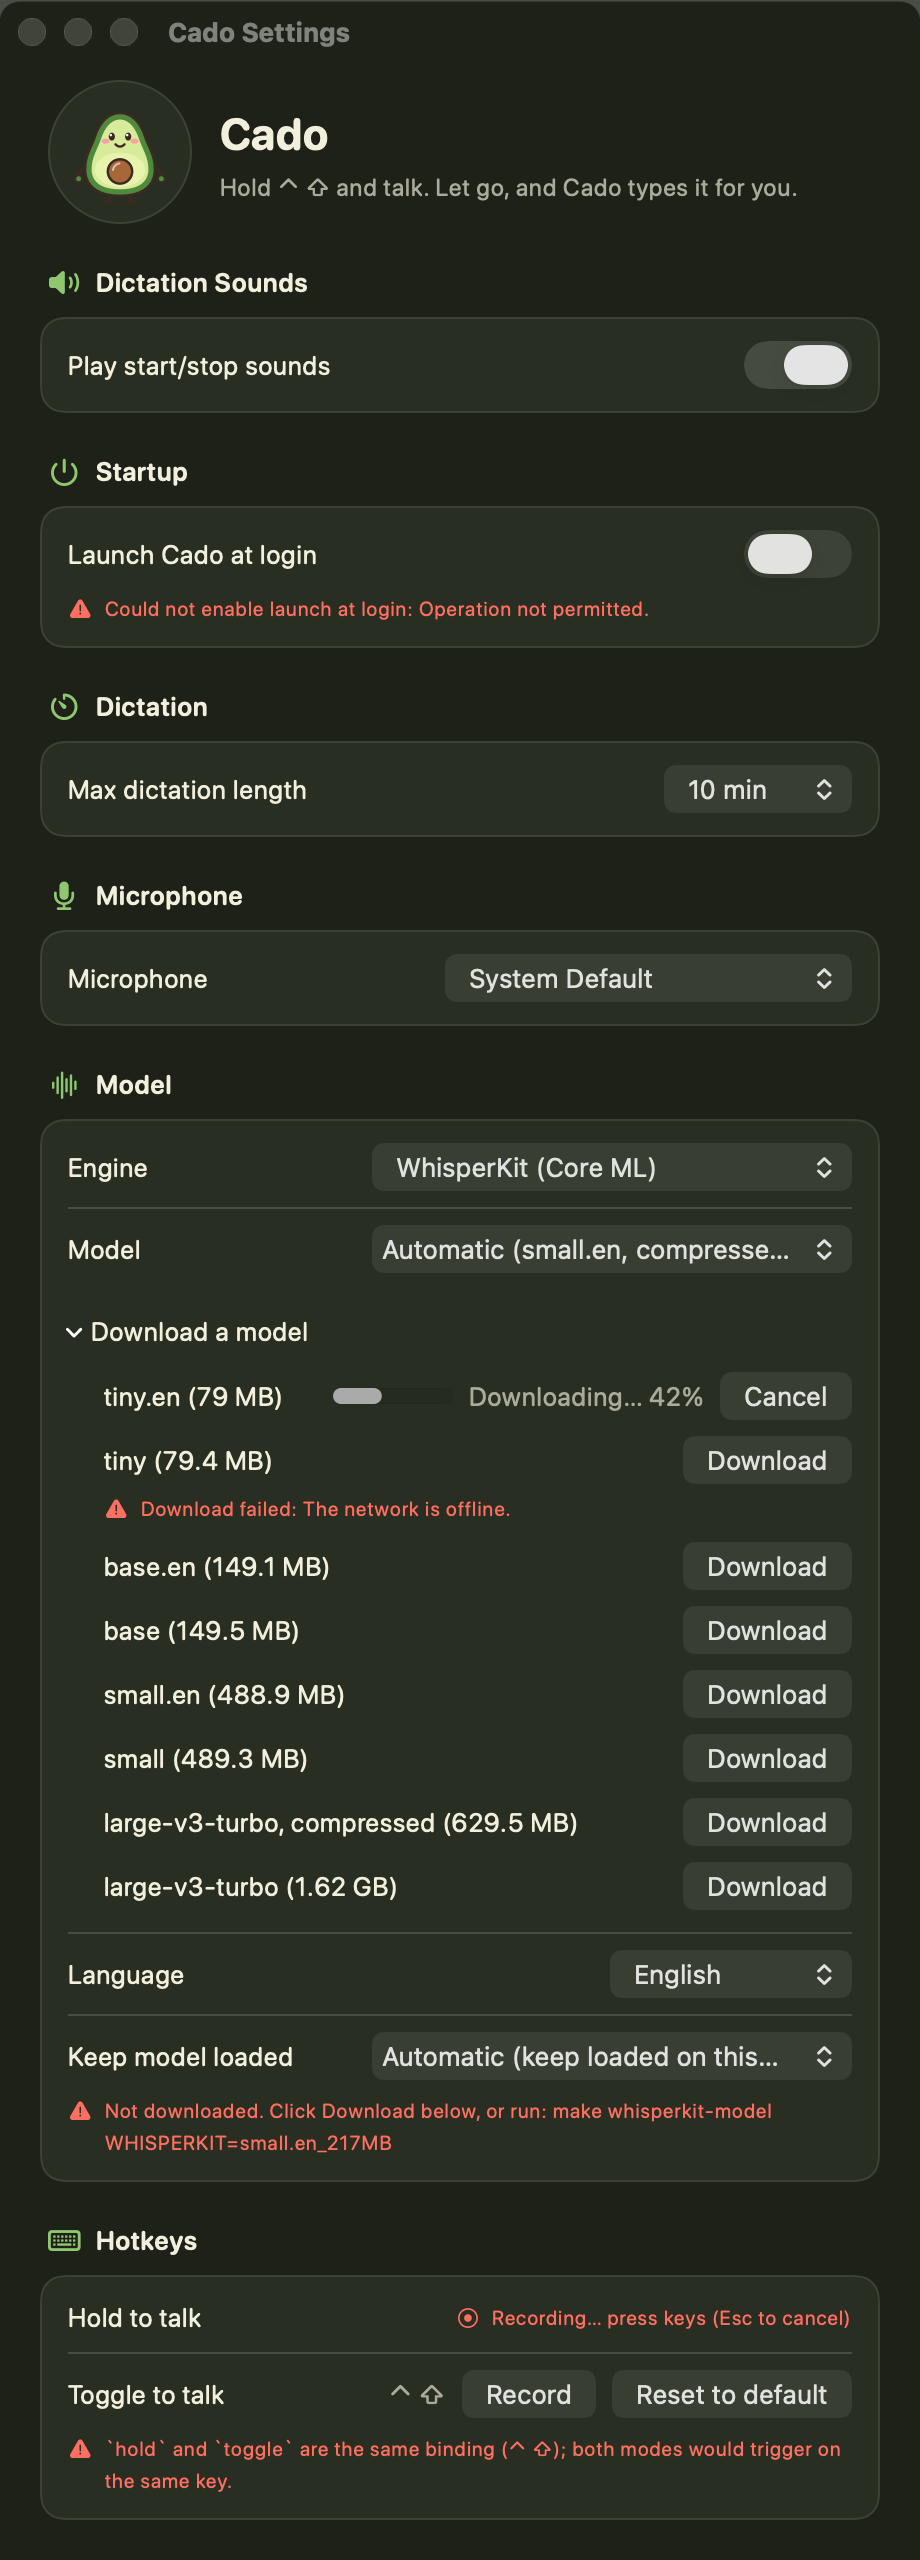 Cado Settings
Cado
Hold ⌃ ⇧ and talk. Let go, and Cado types it for you.
Dictation Sounds
Play start/stop sounds
Startup
Launch Cado at login
Could not enable launch at login: Operation not permitted.
Dictation
Max dictation length 10 min
Microphone
Microphone System Default
Model
Engine WhisperKit (Core ML)
Model Automatic (small.en, compresse...
Download a model
tiny.en (79 MB) Downloading... 42% Cancel
tiny (79.4 MB) Download
Download failed: The network is offline.
base.en (149.1 MB) Download
base (149.5 MB) Download
small.en (488.9 MB) Download
small (489.3 MB) Download
large-v3-turbo, compressed (629.5 MB) Download
large-v3-turbo (1.62 GB) Download
Language English
Keep model loaded Automatic (keep loaded on this...
Not downloaded. Click Download below, or run: make whisperkit-model
WHISPERKIT=small.en_217MB
Hotkeys
Hold to talk Recording... press keys (Esc to cancel)
Toggle to talk ⌃ ⇧ Record Reset to default
`hold` and `toggle` are the same binding (⌃ ⇧); both modes would trigger on
the same key.